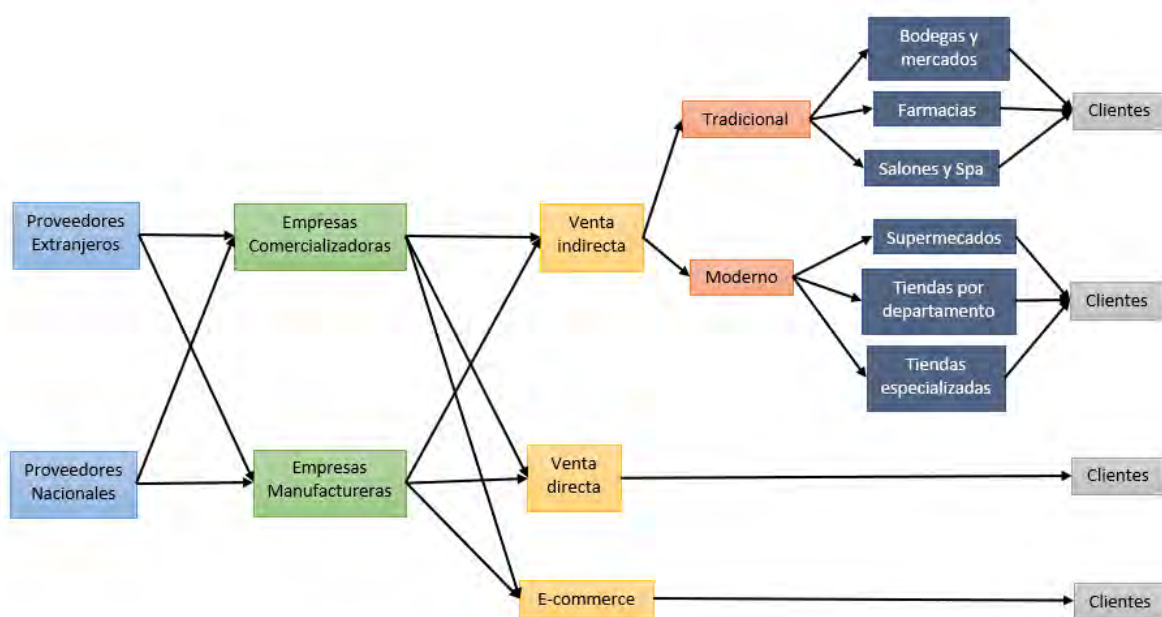 Bodegas y
mercados
Tradicional
Farmacias
Clientes
Salones y Spa
Proveedores
Extranjeros
Empresas
Comercializadoras
Venta
indirecta
Supermecados
Moderno
Tiendas por
departamento
Clientes
Tiendas
especializadas
Proveedores
Nacionales
Empresas
Manufactureras
Venta
directa
Clientes
E-commerce
Clientes